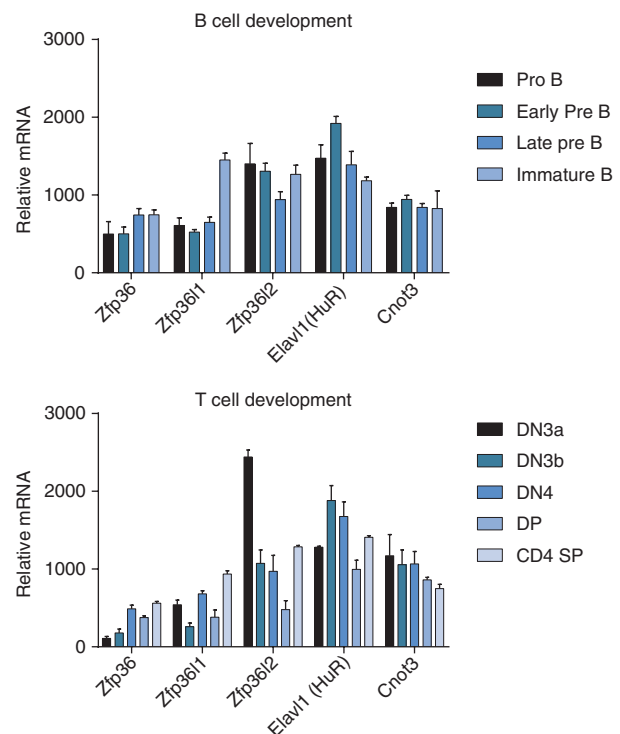 B cell development
Relative mRNA
3000
2000
1000
0
Zfp36
Zfp36l1
Zfp36l2
Elavl1(HuR)
Cnot3
Pro B
Early Pre B
Late pre B
Immature B
T cell development
Relative mRNA
3000
2000
1000
0
Zfp36
Zfp36l1
Zfp36l2
Elavl1 (HuR)
Cnot3
DN3a
DN3b
DN4
DP
CD4 SP